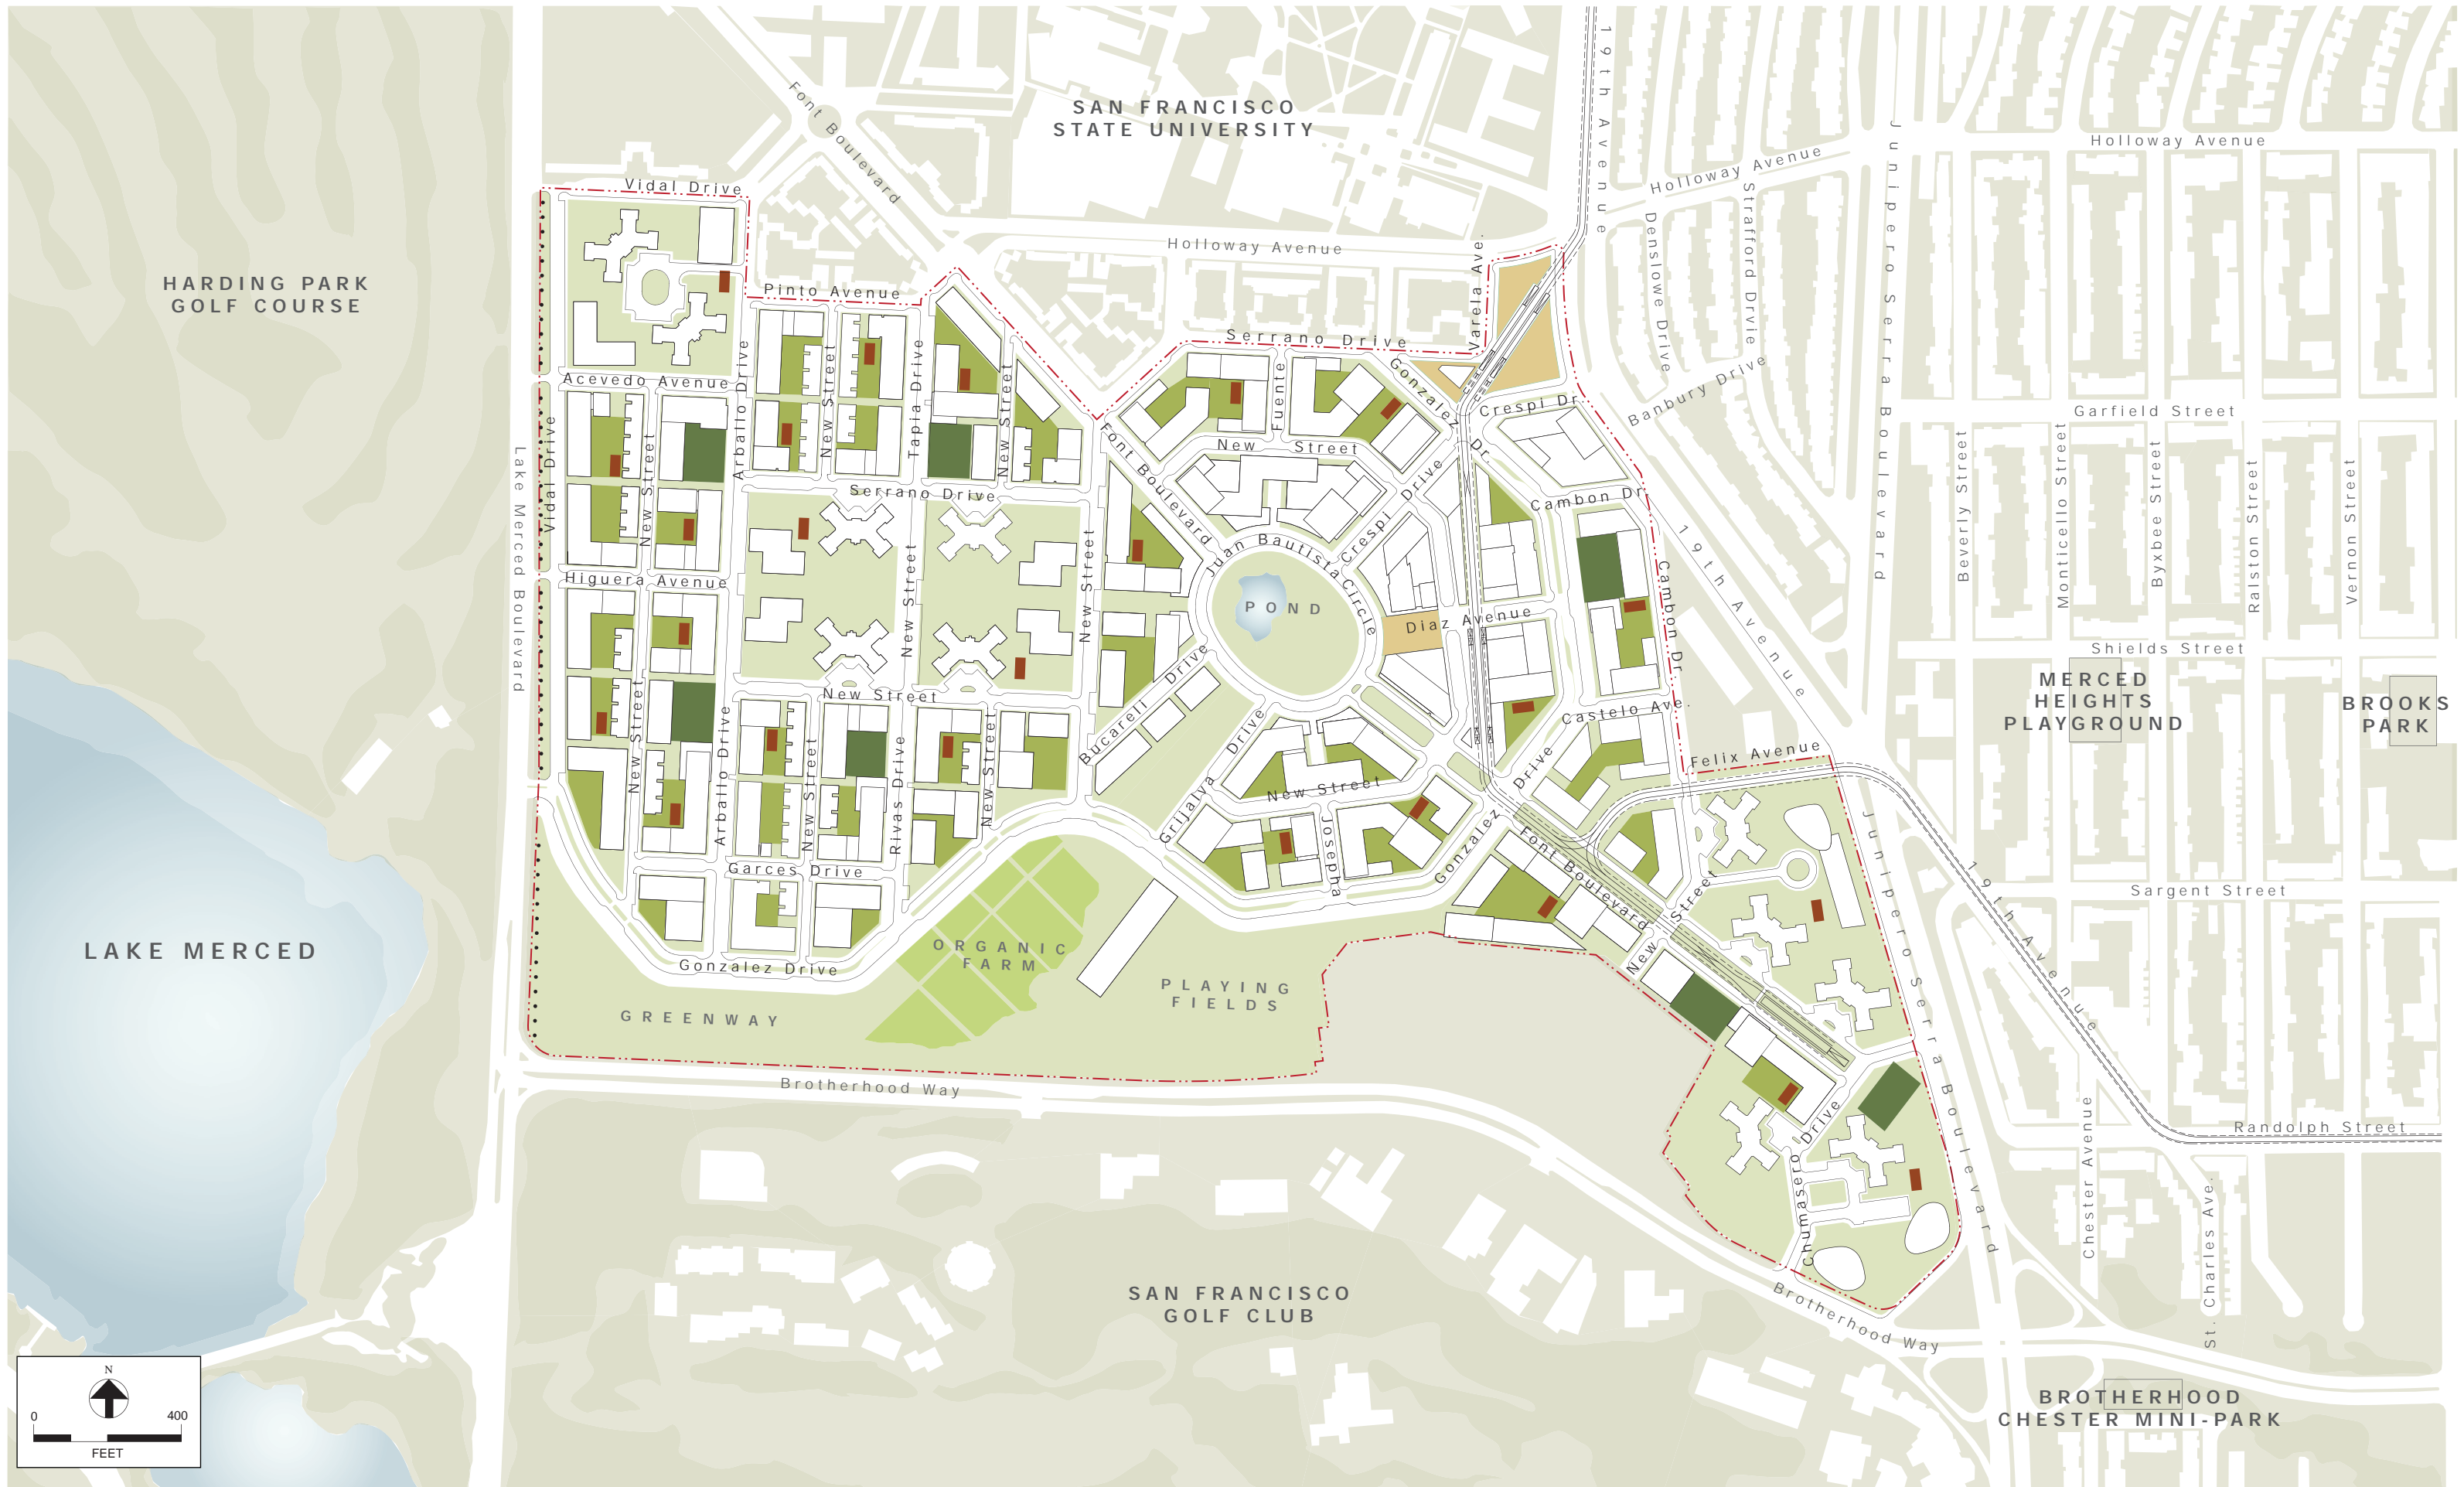 19th Avenue
Font Boulevard
SAN FRANCISCO
STATE UNIVERSITY
Junipero Serra Boulevard
Holloway Avenue
Holloway Avenue
Vidal Drive
Strafford Drvie
Denslowe Drive
Holloway Avenue
Varela Ave.
HARDING PARK
GOLF COURSE
Pinto Avenue
Serrano Drive
Banbury Drive
Acevedo Avenue
Arballo Drive
New Street
Tapia Drive
New Street
Fuente
Gonzalez Dr.
Crespi Dr.
Garfield Street
Lake Merced Boulevard
Vidal Drive
New Street
Font Boulevard
New Street
Crespi Drive
Cambon Dr.
Beverly Street
Monticello Street
Byxbee Street
Ralston Street
Vernon Street
Serrano Drive
19th Avenue
Juan Bautista Circle
Higuera Avenue
New Street
New Street
POND
Diaz Avenue
Cambon Dr.
Shields Street
MERCED
HEIGHTS
PLAYGROUND
BROOKS
PARK
New Street
Bucarell Drive
Castelo Ave.
New Street
Arballo Drive
New Street
Rivas Drive
New Street
Grijalva Drive
New Street
Josepha
Gonzalez Drive
Felix Avenue
Font Boulevard
Junipero Serra Boulevard
19th Avenue
Garces Drive
Sargent Street
New Street
LAKE MERCED
ORGANIC
FARM
Gonzalez Drive
PLAYING
FIELDS
GREENWAY
Brotherhood Way
Chumasero Drive
Chester Avenue
Randolph Street
St. Charles Ave.
SAN FRANCISCO
GOLF CLUB
Brotherhood Way
BROTHERHOOD
CHESTER MINI-PARK
N
0 400
FEET